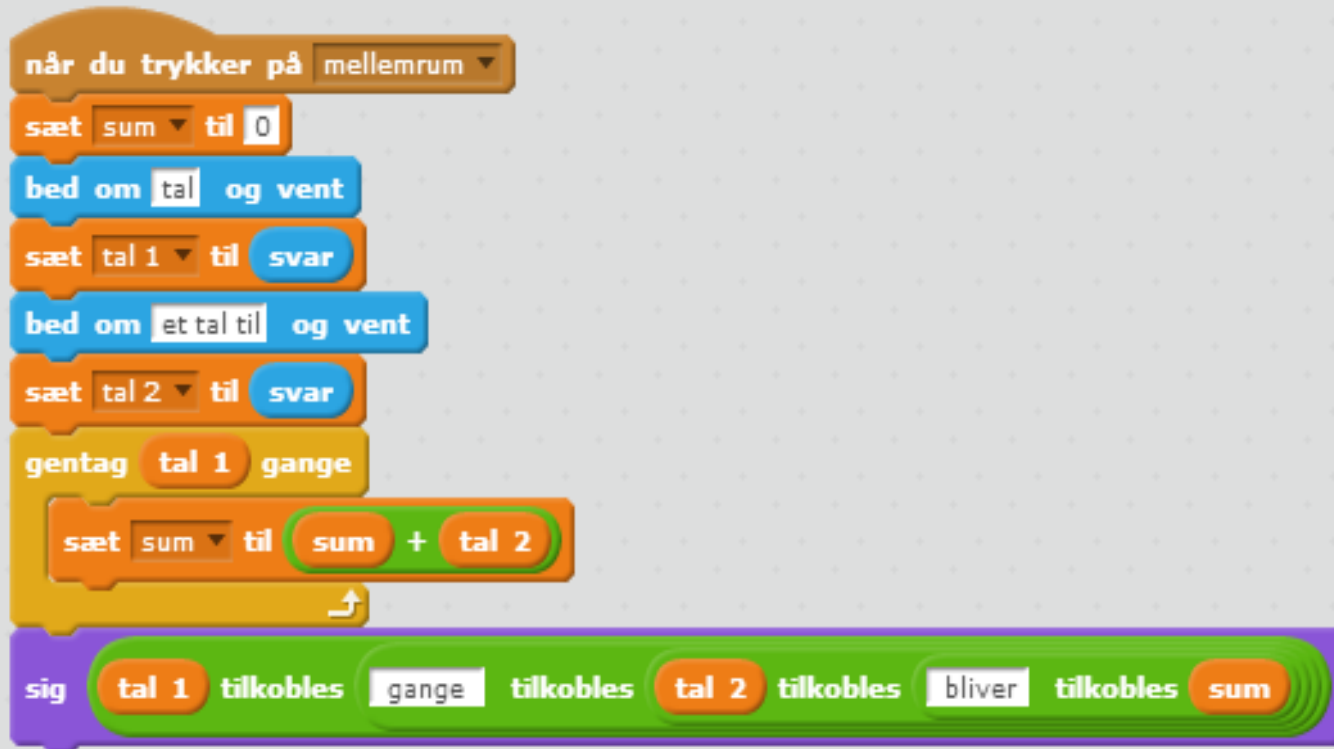 når du trykker på mellemrum
sæt sum til 0
bed om tal og vent
sæt tal 1 til svar
bed om et tal til og vent
sæt tal 2 til svar
gentag tal 1 gange
sæt sum til sum + tal 2
sig tal 1 tilkobles gange tilkobles tal 2 tilkobles bliver tilkobles sum